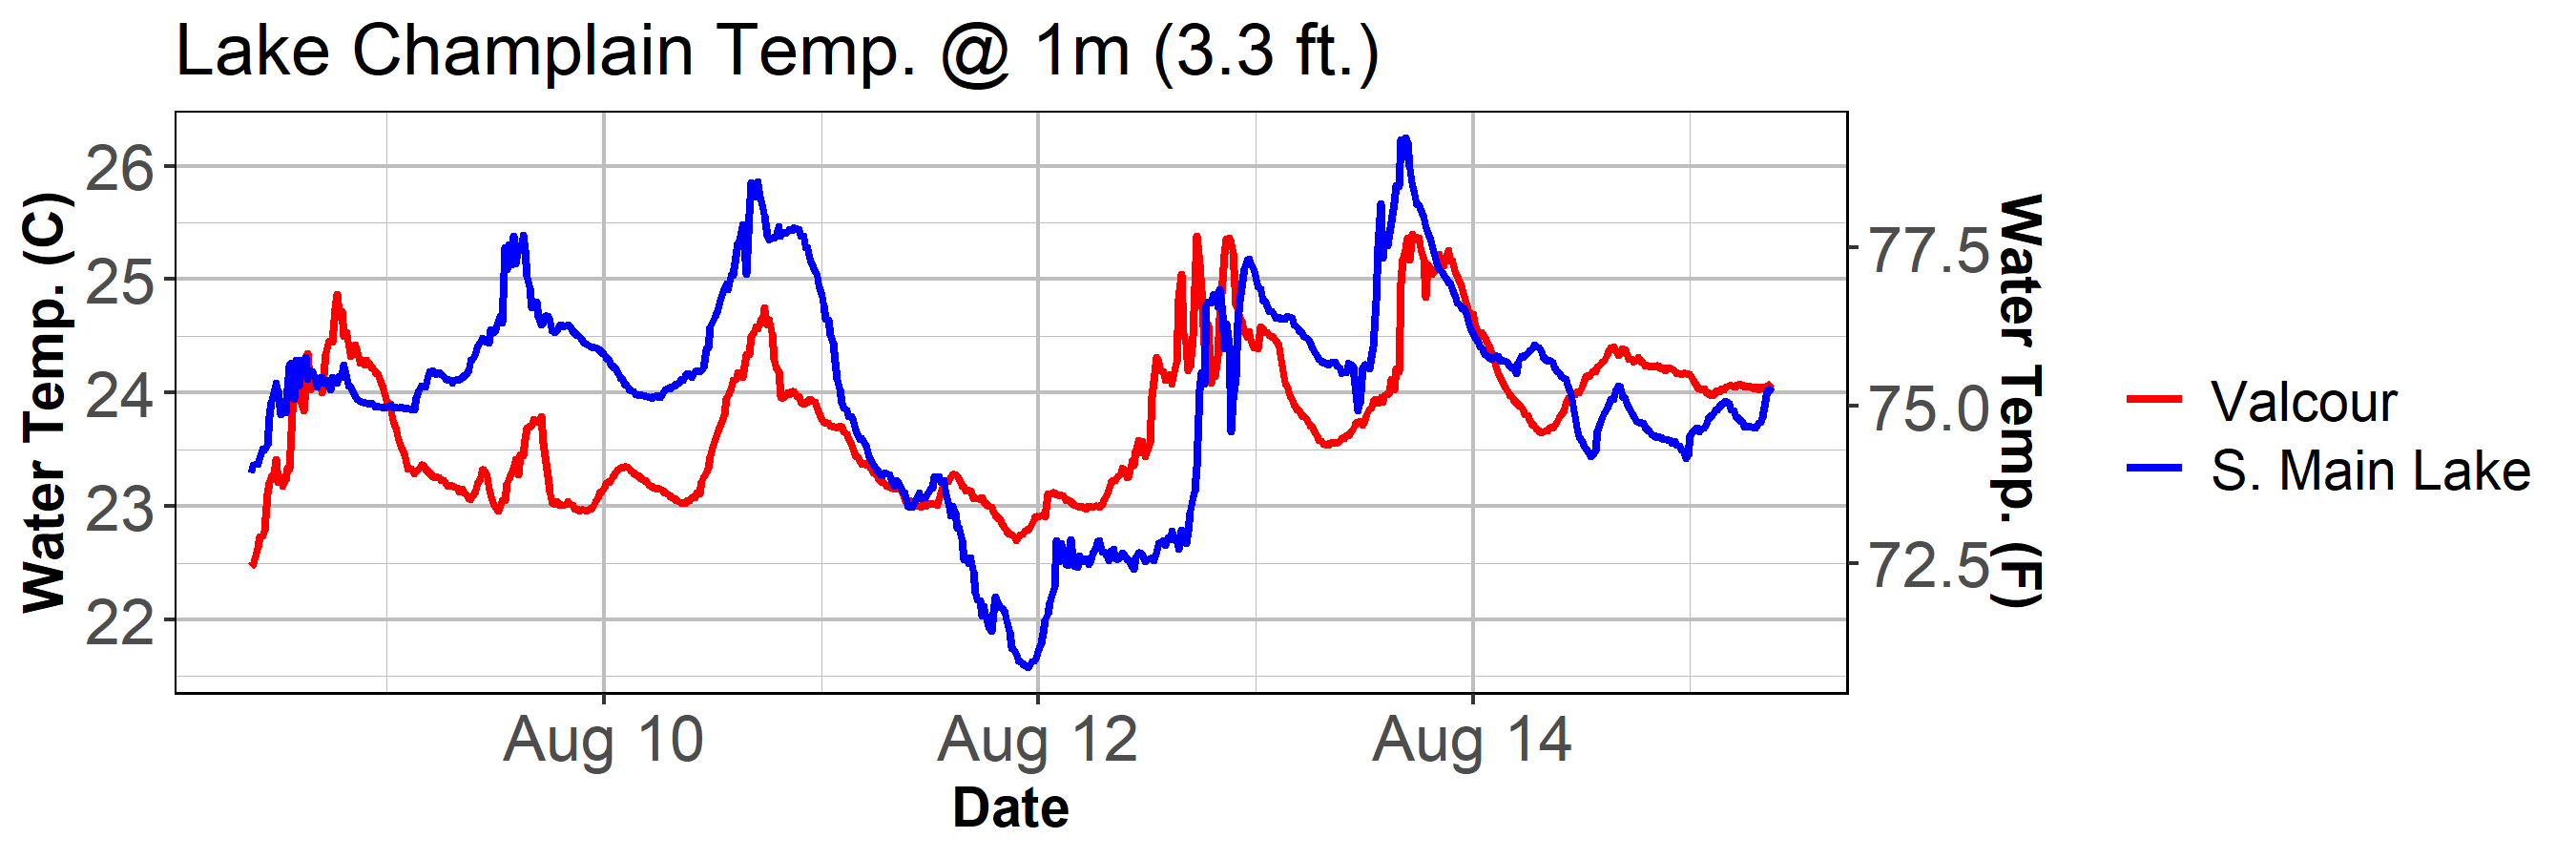 Lake Champlain Temp. @ 1m (3.3 ft.)
Water Temp. (C)
26
25
24
23
22
77.5
75.0
72.5
Water Temp. (F)
Valcour
S. Main Lake
Aug 10
Aug 12
Aug 14
Date